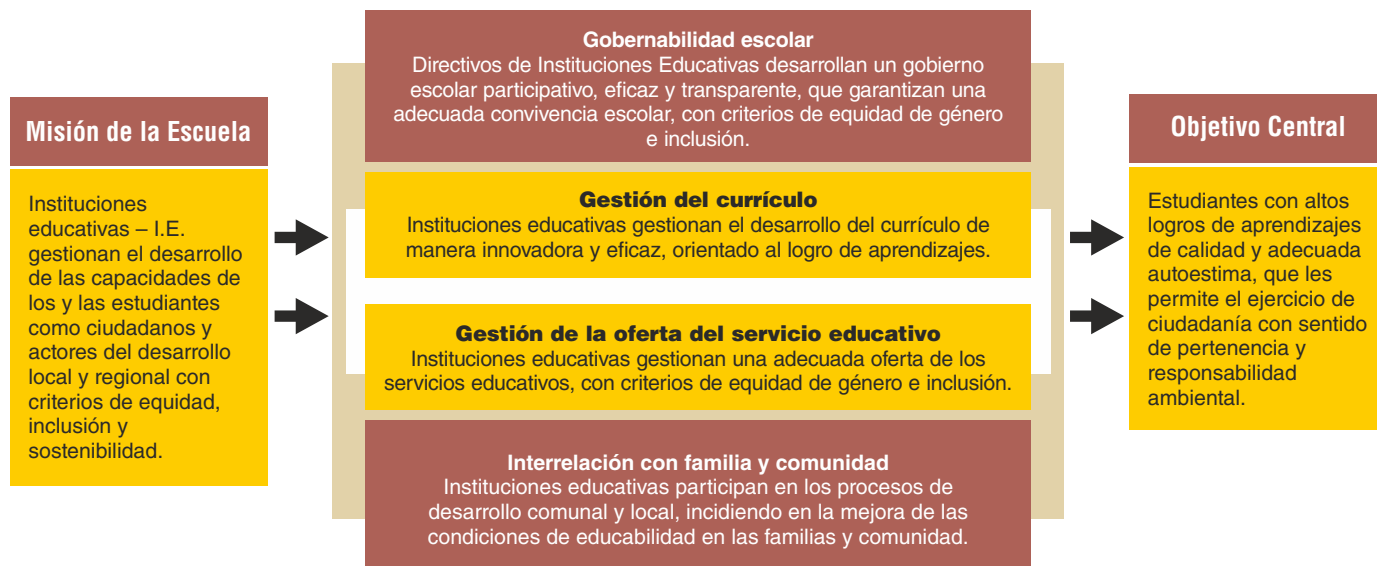 Misión de la Escuela
Instituciones
educativas – I.E.
gestionan el desarrollo
de las capacidades de
los y las estudiantes
como ciudadanos y
actores del desarrollo
local y regional con
criterios de equidad,
inclusión y
sostenibilidad.
Gobernabilidad escolar
Directivos de Instituciones Educativas desarrollan un gobierno
escolar participativo, eficaz y transparente, que garantizan una
adecuada convivencia escolar, con criterios de equidad de género
e inclusión.
Gestión del currículo
Instituciones educativas gestionan el desarrollo del currículo de
manera innovadora y eficaz, orientado al logro de aprendizajes.
Gestión de la oferta del servicio educativo
Instituciones educativas gestionan una adecuada oferta de los
servicios educativos, con criterios de equidad de género e inclusión.
Interrelación con familia y comunidad
Instituciones educativas participan en los procesos de
desarrollo comunal y local, incidiendo en la mejora de las
condiciones de educabilidad en las familias y comunidad.
Objetivo Central
Estudiantes con altos
logros de aprendizajes
de calidad y adecuada
autoestima, que les
permite el ejercicio de
ciudadanía con sentido
de pertenencia y
responsabilidad
ambiental.